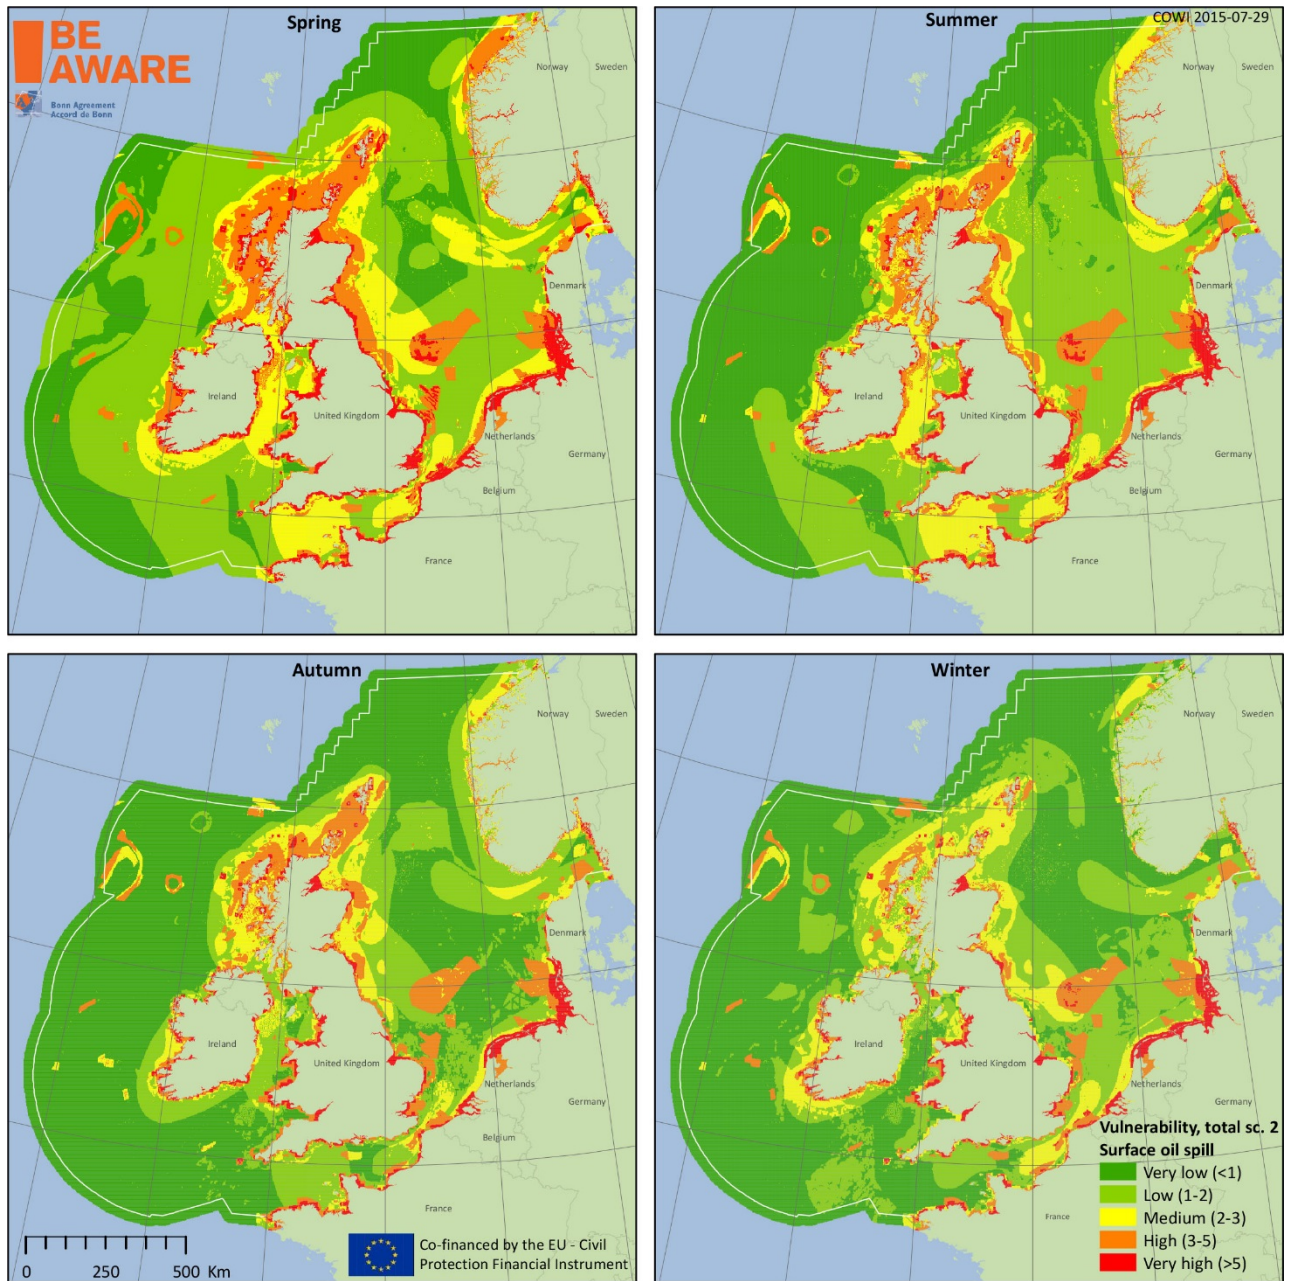 Spring
BE
AWARE
Bonn Agreement
Accord de Bonn
Norway
Sweden
Denmark
Ireland
United Kingdom
Netherlands
Germany
Belgium
France
Summer
COWI 2015-07-29
Norway
Sweden
Denmark
Ireland
United Kingdom
Netherlands
Germany
Belgium
France
Autumn
Norway
Sweden
Denmark
Ireland
United Kingdom
Netherlands
Germany
Belgium
France
0 250 500 Km
Co-financed by the EU - Civil
Protection Financial Instrument
Winter
Norway
Sweden
Denmark
Ireland
United Kingdom
Netherlands
Germany
Belgium
France
Vulnerability, total sc. 2
Surface oil spill
Very low (<1)
Low (1-2)
Medium (2-3)
High (3-5)
Very high (>5)